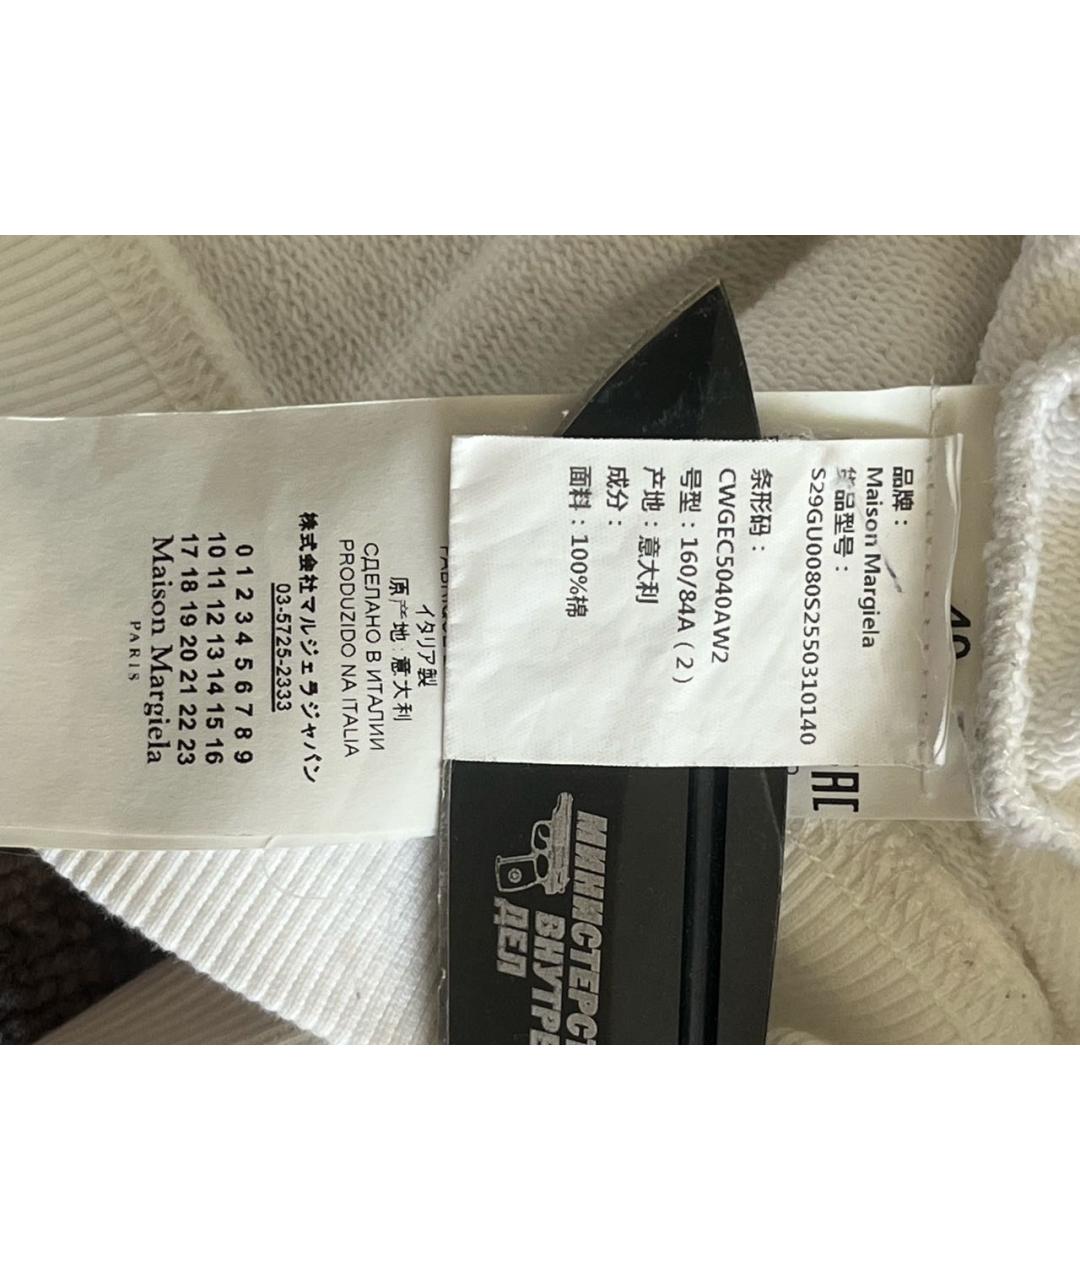 品牌：
Maison Margiela
货品型号：
S29GU0080S2550310140
条形码：
CWGEC5040AW2
号型：160/84A（2）
产地：意大利
成分：
面料：100%棉
イタリア製
原产地:意大利
СДЕЛАНО В ИТАЛИИ
PRODUZIDO NA ITALIA
株式会社マルジェラジャパン
03-5725-2333
0 1 2 3 4 5 6 7 8 9
10 11 12 13 14 15 16
17 18 19 20 21 22 23
Maison Margiela
PARIS
МИНИСТЕРС
ВНУТРЕ
ДЕЛ